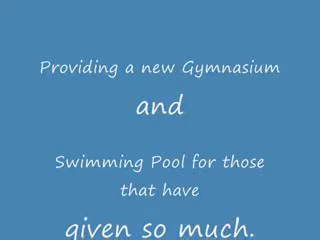 Providing a new Gymnasium
and
Swimming Pool for those
that have
given so much.